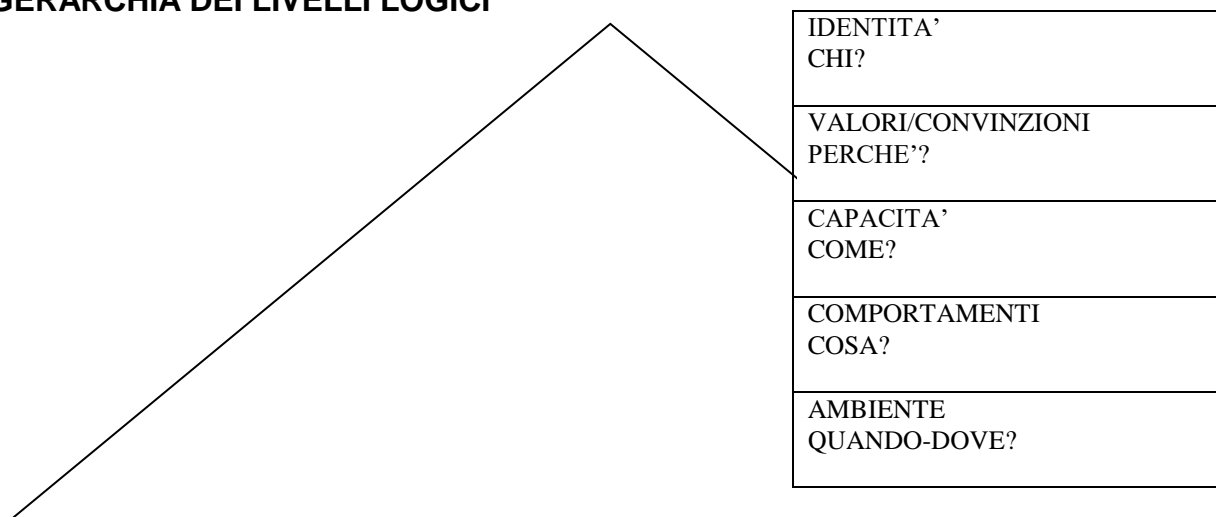 GERARCHIA DEI LIVELLI LOGICI
IDENTITA’
CHI?
VALORI/CONVINZIONI
PERCHE’?
CAPACITA’
COME?
COMPORTAMENTI
COSA?
AMBIENTE
QUANDO-DOVE?